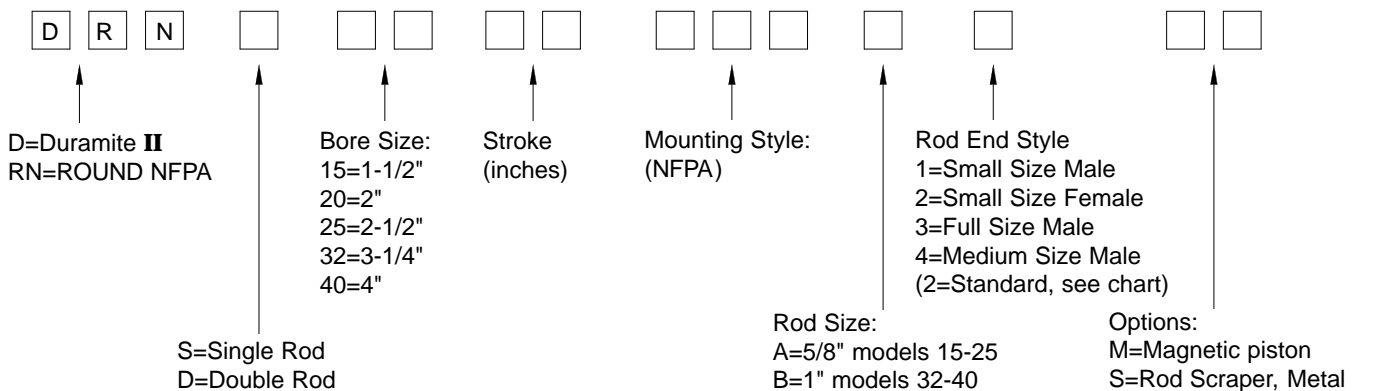 D R N
D=Duramite II
RN=ROUND NFPA
S=Single Rod
D=Double Rod
Bore Size:
15=1-1/2"
20=2"
25=2-1/2"
32=3-1/4"
40=4"
Stroke
(inches)
Mounting Style:
(NFPA)
Rod Size:
A=5/8" models 15-25
B=1" models 32-40
Rod End Style
1=Small Size Male
2=Small Size Female
3=Full Size Male
4=Medium Size Male
(2=Standard, see chart)
Options:
M=Magnetic piston
S=Rod Scraper, Metal